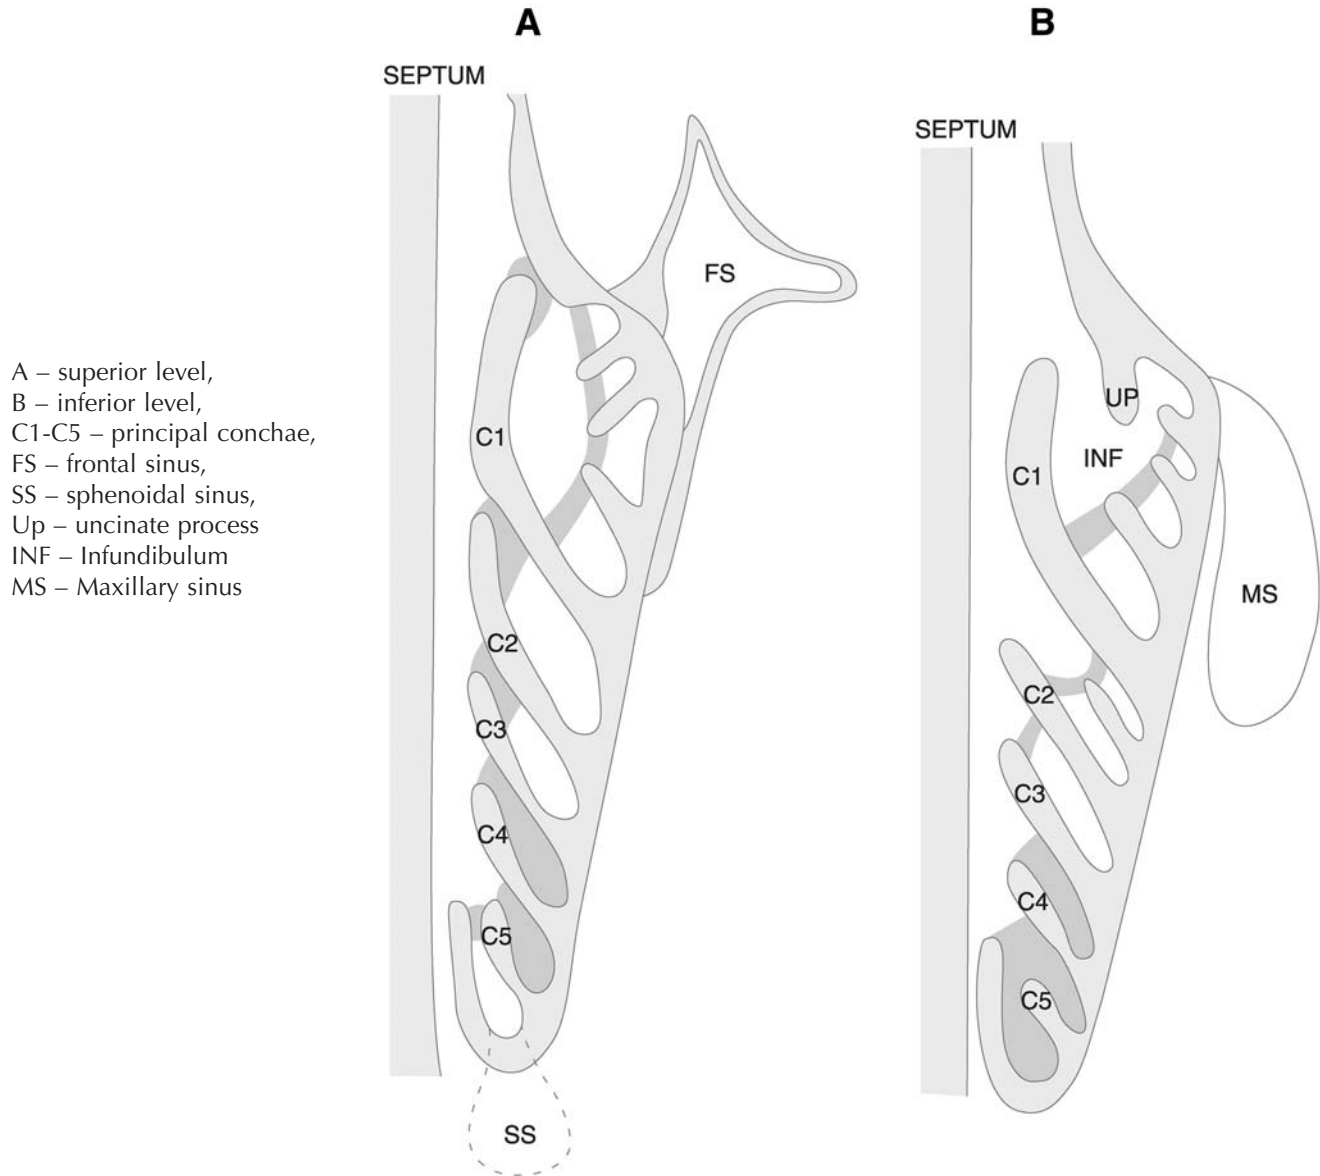 A
B
SEPTUM
SEPTUM
FS
C1
C2
C3
C4
C5
SS
UP
INF
C1
C2
C3
C4
C5
MS
A – superior level,
B – inferior level,
C1-C5 – principal conchae,
FS – frontal sinus,
SS – sphenoidal sinus,
Up – uncinate process
INF – Infundibulum
MS – Maxillary sinus